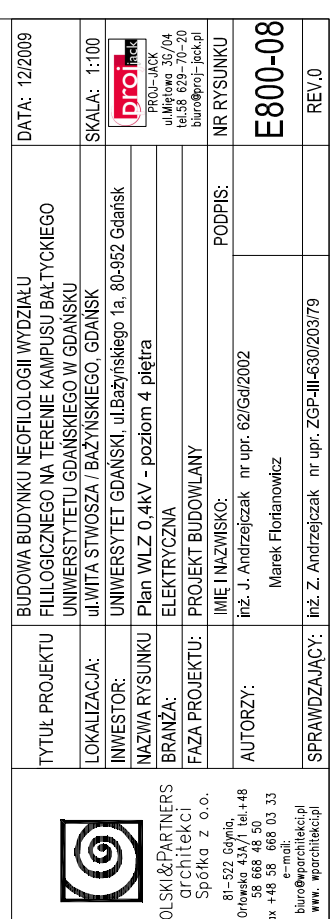 OLSKI&PARTNERS
architekci
Spółka z o.o.
81-522 Gdynia,
Orłowska 43A/1 tel.+48
58 668 48 50
ax +48 58 668 03 33
e-mail:
biuro@wparchitekci.pl
www. wparchitekci.pl
TYTUŁ PROJEKTU
BUDOWA BUDYNKU NEOFILOLOGII WYDZIAŁU
FILILOGICZNEGO NA TERENIE KAMPUSU BAŁTYCKIEGO
UNIWERSTYTETU GDAŃSKIEGO W GDAŃSKU
DATA: 12/2009
LOKALIZACJA:
ul.WITA STWOSZA / BAŻYŃSKIEGO, GDAŃSK
SKALA: 1:100
INWESTOR:
UNIWERSYTET GDAŃSKI, ul.Bażyńskiego 1a, 80-952 Gdańsk
NAZWA RYSUNKU
Plan WLZ 0,4kV - poziom 4 piętra
BRANŻA:
ELEKTRYCZNA
FAZA PROJEKTU:
PROJEKT BUDOWLANY
proj
jack
PROJ-JACK
ul.Miętowa 3G/04
tel.58 629-70-20
biuro@proj-jack.pl
IMIĘ I NAZWISKO:
PODPIS:
NR RYSUNKU
AUTORZY:
inż. J. Andrzejczak nr upr. 62/Gd/2002
Marek Florianowicz
E800-08
SPRAWDZAJĄCY:
inż. Z. Andrzejczak nr upr. ZGP-III-630/203/79
REV.0